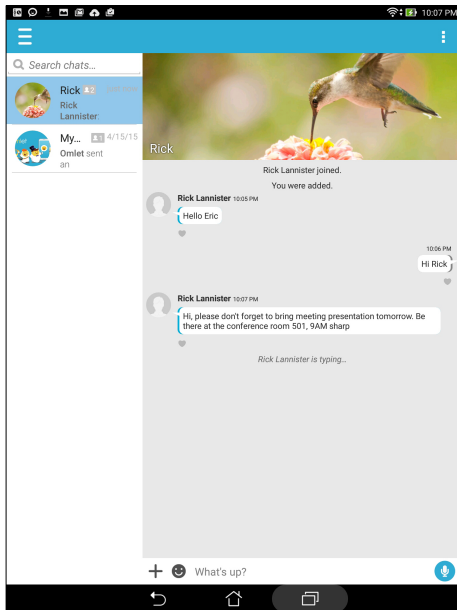 10:07 PM
Search chats...
Rick 2
Rick
Lannister:
My... 1 4/15/15
Omlet sent
an
Rick
Rick Lannister joined.
You were added.
Rick Lannister 10:05 PM
Hello Eric
10:06 PM
Hi Rick
Rick Lannister 10:07 PM
Hi, please don't forget to bring meeting presentation tomorrow. Be
there at the conference room 501, 9AM sharp
Rick Lannister is typing...
What's up?